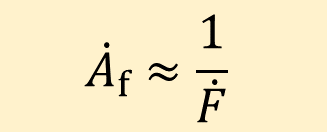 Ȧf ≈ 1/Ḟ